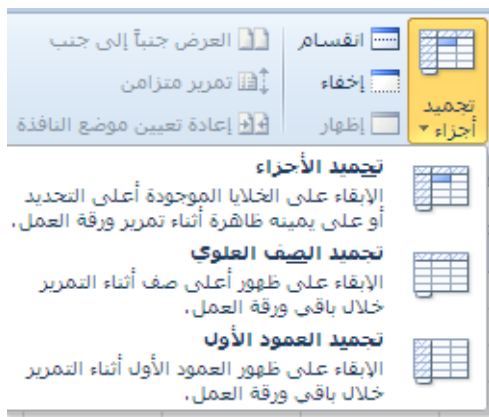 تجميد
أجزاء
انقسام
إخفاء
إظهار
العرض جنباً إلى جنب
تمرير متزامن
إعادة تعيين موضع النافذة
تجميد الأجزاء
الإبقاء على الخلايا الموجودة أعلى التحديد
أو على يمينه ظاهرة أثناء تمرير ورقة العمل.
تجميد الصف العلوي
الإبقاء على ظهور أعلى صف أثناء التمرير
خلال باقي ورقة العمل.
تجميد العمود الأول
الإبقاء على ظهور العمود الأول أثناء التمرير
خلال باقي ورقة العمل.